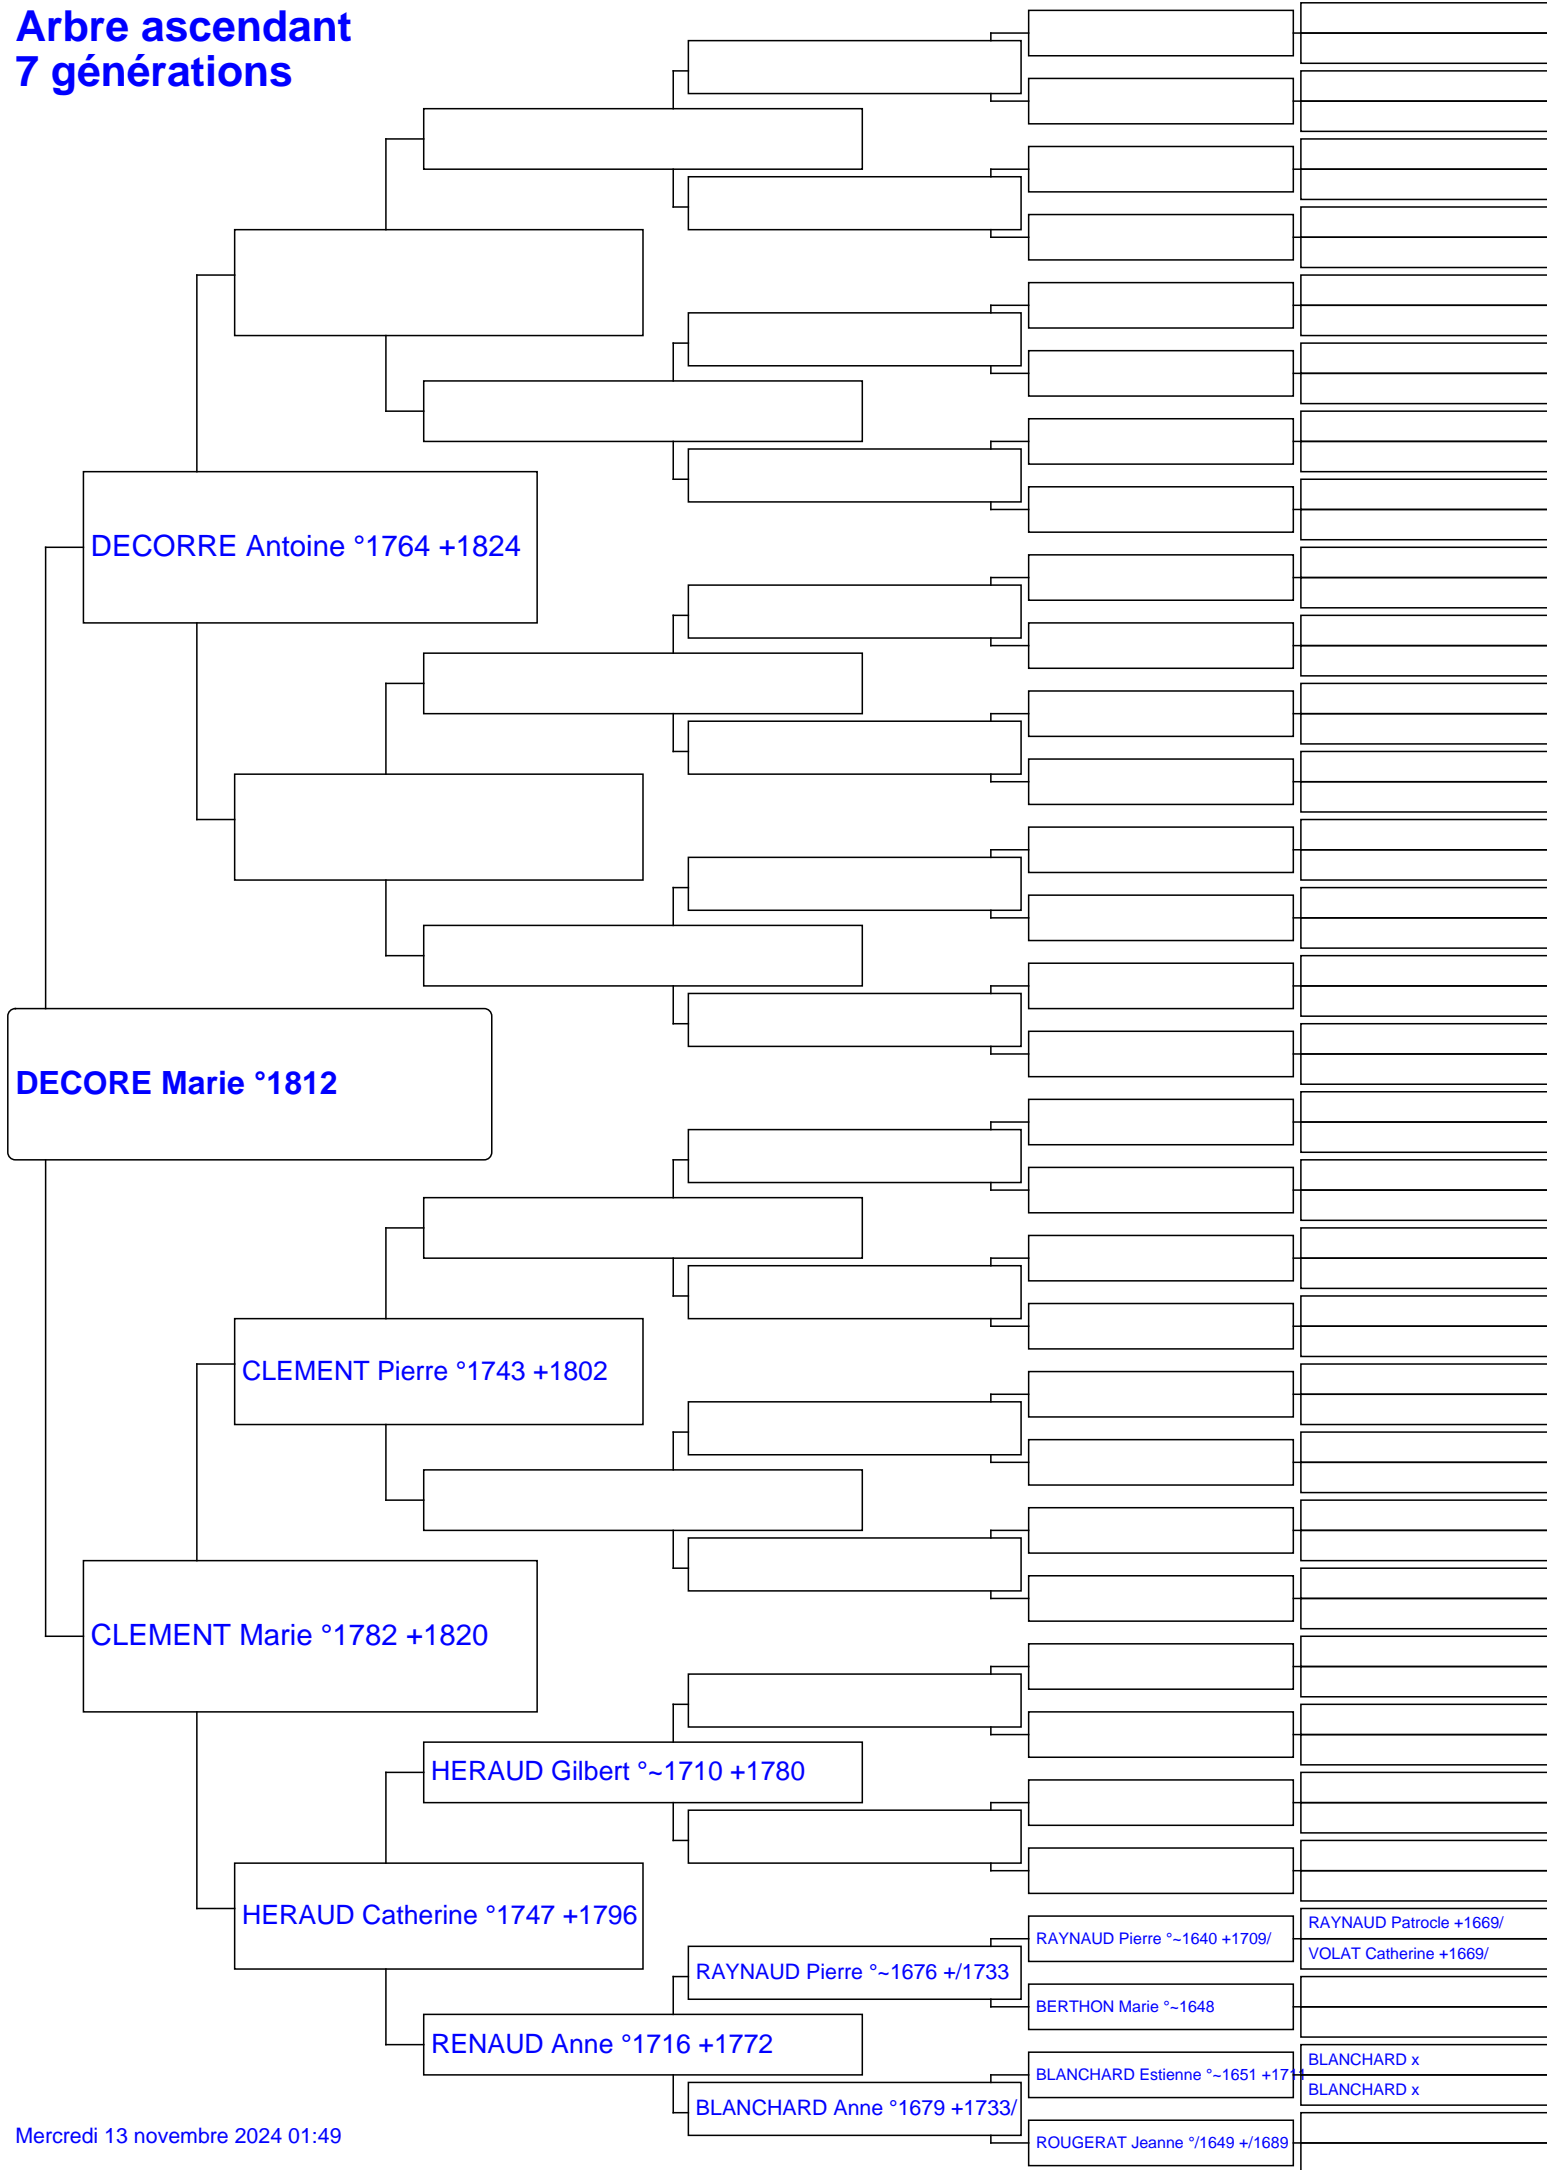 Arbre ascendant
7 générations
DECORRE Antoine °1764 +1824
DECORE Marie °1812
CLEMENT Pierre °1743 +1802
CLEMENT Marie °1782 +1820
HERAUD Gilbert °~1710 +1780
HERAUD Catherine °1747 +1796
RAYNAUD Patrocle +1669/
RAYNAUD Pierre °~1640 +1709/
VOLAT Catherine +1669/
RAYNAUD Pierre °~1676 +/1733
BERTHON Marie °~1648
RENAUD Anne °1716 +1772
BLANCHARD x
BLANCHARD Estienne °~1651 +1711
BLANCHARD x
BLANCHARD Anne °1679 +1733/
ROUGERAT Jeanne °/1649 +/1689
Mercredi 13 novembre 2024 01:49